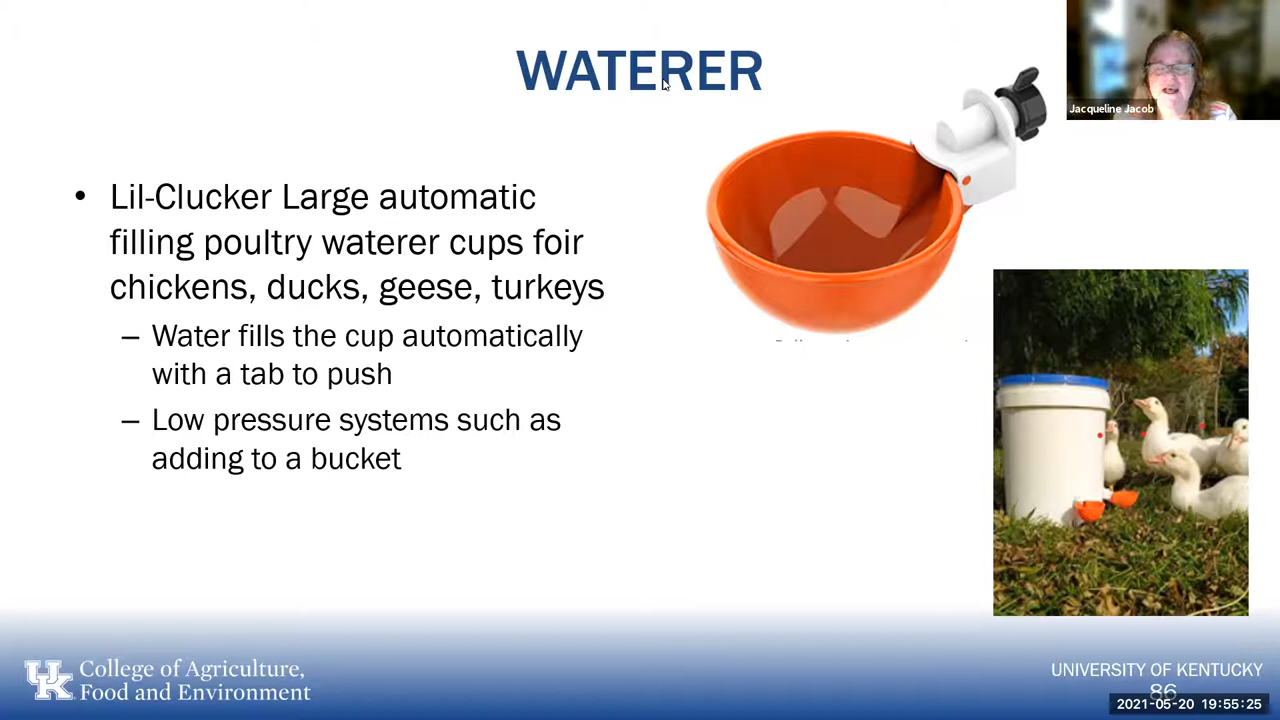 WATERER
Jacqueline Jacob
• Lil-Clucker Large automatic
filling poultry waterer cups foir
chickens, ducks, geese, turkeys
– Water fills the cup automatically
with a tab to push
– Low pressure systems such as
adding to a bucket
UK College of Agriculture,
Food and Environment
UNIVERSITY OF KENTUCKY
86
2021-05-20 19:55:25